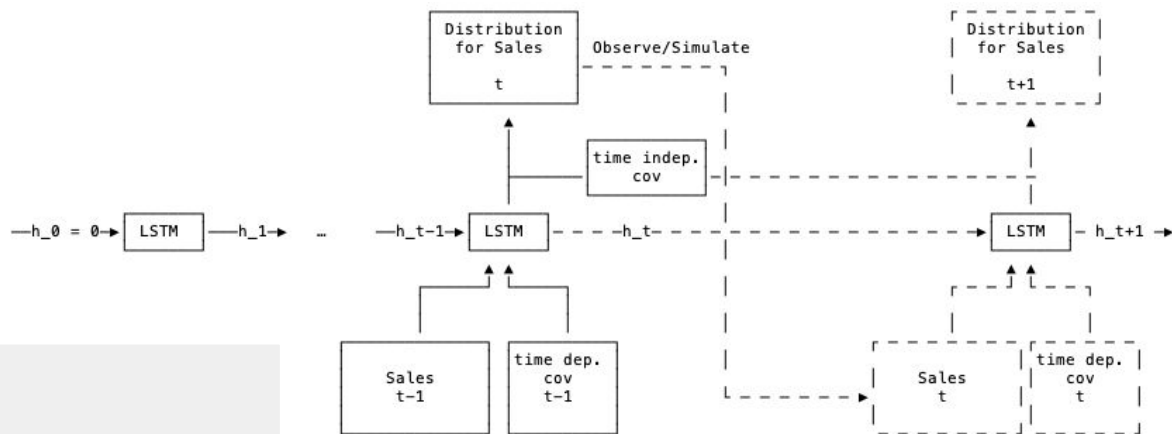 Distribution
for Sales
t
Observe/Simulate
Distribution
for Sales
t+1
time indep.
cov
h_0 = 0
LSTM
h_1
…
h_t-1
LSTM
h_t
LSTM
h_t+1
Sales
t-1
time dep.
cov
t-1
Sales
t
time dep.
cov
t